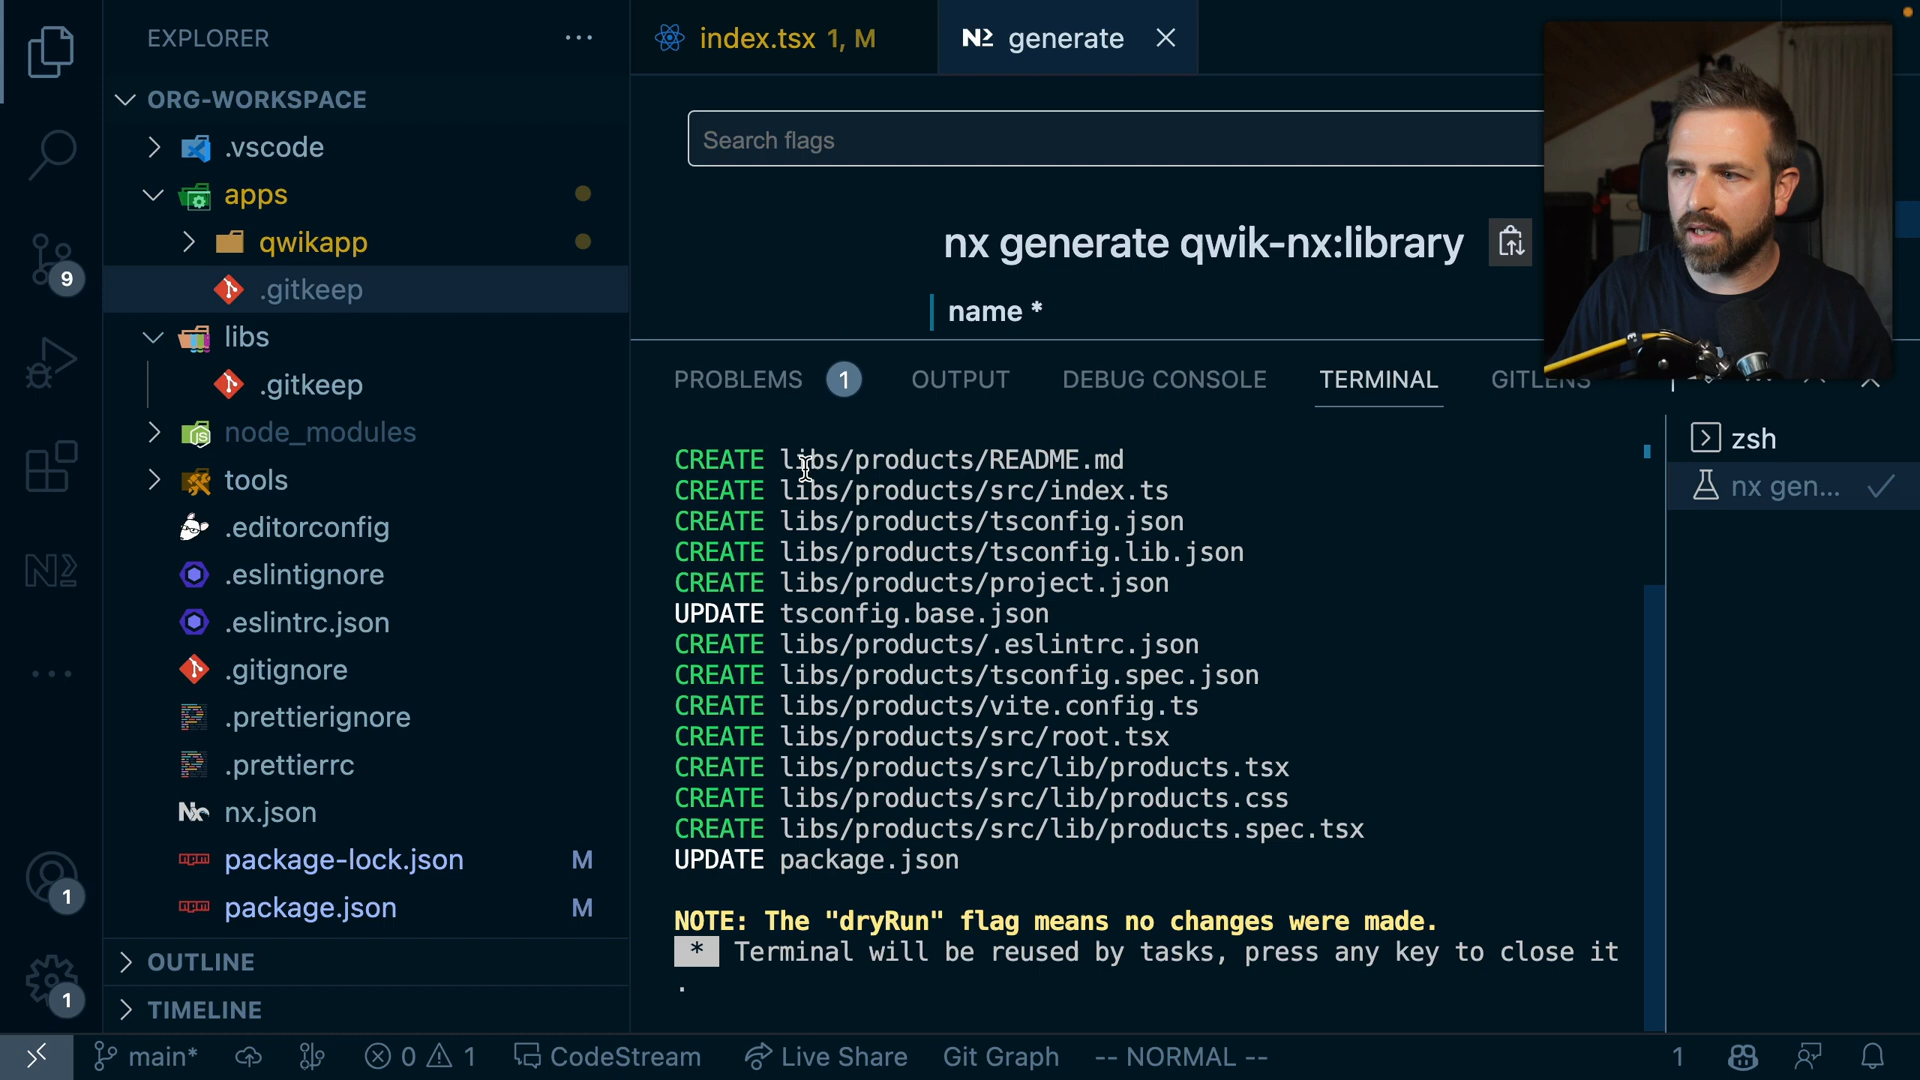 EXPLORER
ORG-WORKSPACE
.vscode
apps
qwikapp
.gitkeep
libs
.gitkeep
node_modules
tools
.editorconfig
.eslintignore
.eslintrc.json
.gitignore
.prettierignore
.prettierrc
nx.json
package-lock.json M
package.json M
OUTLINE
TIMELINE
9
1
1
index.tsx 1, M
generate
Search flags
nx generate qwik-nx:library
name *
PROBLEMS 1 OUTPUT DEBUG CONSOLE TERMINAL GITLENS
CREATE libs/products/README.md
CREATE libs/products/src/index.ts
CREATE libs/products/tsconfig.json
CREATE libs/products/tsconfig.lib.json
CREATE libs/products/project.json
UPDATE tsconfig.base.json
CREATE libs/products/.eslintrc.json
CREATE libs/products/tsconfig.spec.json
CREATE libs/products/vite.config.ts
CREATE libs/products/src/root.tsx
CREATE libs/products/src/lib/products.tsx
CREATE libs/products/src/lib/products.css
CREATE libs/products/src/lib/products.spec.tsx
UPDATE package.json
NOTE: The "dryRun" flag means no changes were made.
* Terminal will be reused by tasks, press any key to close it
.
zsh
nx gen...
main* 0 1 CodeStream Live Share Git Graph -- NORMAL -- 1